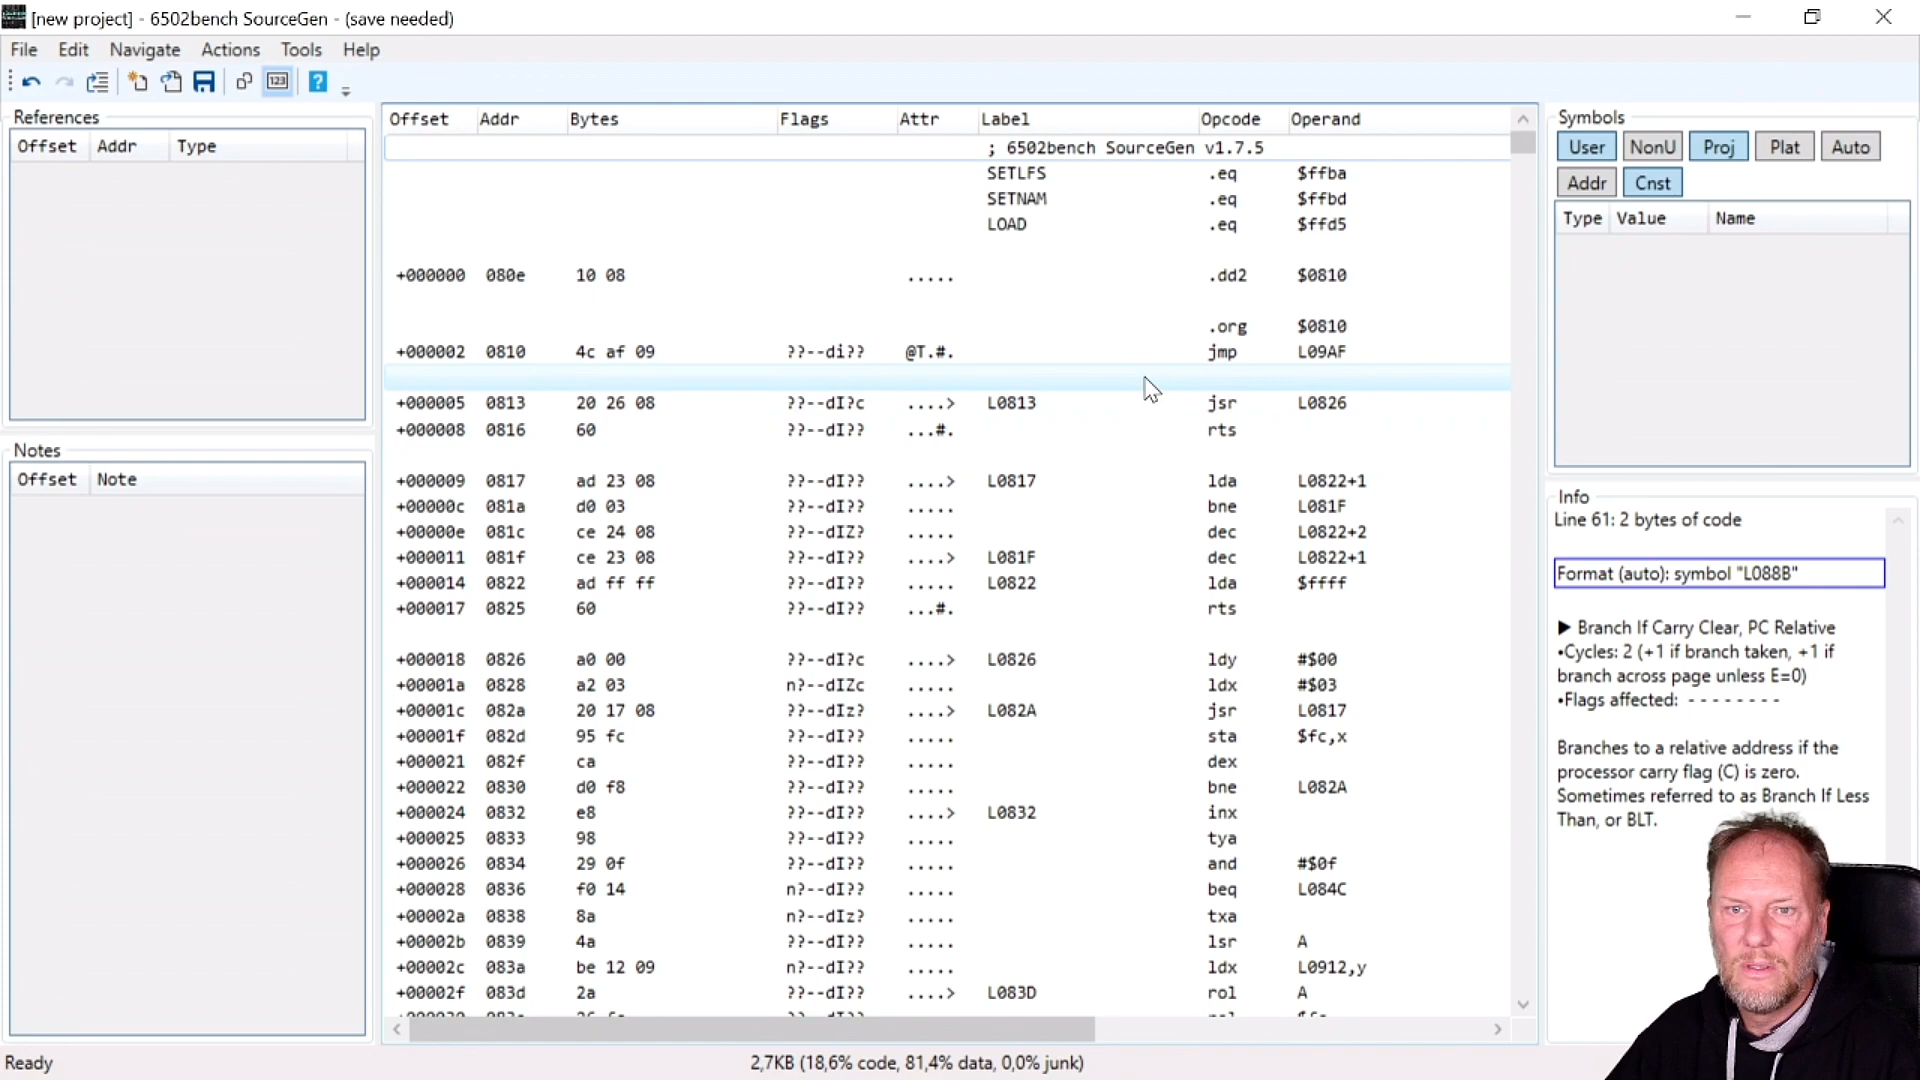 [new project] - 6502bench SourceGen - (save needed)
File Edit Navigate Actions Tools Help
123 ?
References
Offset Addr Type
Notes
Offset Note
Offset Addr Bytes Flags Attr Label Opcode Operand
; 6502bench SourceGen v1.7.5
SETLFS .eq $ffba
SETNAM .eq $ffbd
LOAD .eq $ffd5
+000000 080e 10 08 ..... .dd2 $0810
.org $0810
+000002 0810 4c af 09 ??--di?? @T.#. jmp L09AF
+000005 0813 20 26 08 ??--dI?c ....> L0813 jsr L0826
+000008 0816 60 ??--dI?? ...#. rts
+000009 0817 ad 23 08 ??--dI?? ....> L0817 lda L0822+1
+00000c 081a d0 03 ??--dI?? ..... bne L081F
+00000e 081c ce 24 08 ??--dIZ? ..... dec L0822+2
+000011 081f ce 23 08 ??--dI?? ....> L081F dec L0822+1
+000014 0822 ad ff ff ??--dI?? ..... L0822 lda $ffff
+000017 0825 60 ??--dI?? ...#. rts
+000018 0826 a0 00 ??--dI?c ....> L0826 ldy #$00
+00001a 0828 a2 03 n?--dIZc ..... ldx #$03
+00001c 082a 20 17 08 ??--dIz? ....> L082A jsr L0817
+00001f 082d 95 fc ??--dI?? ..... sta $fc,x
+000021 082f ca ??--dI?? ..... dex
+000022 0830 d0 f8 ??--dI?? ..... bne L082A
+000024 0832 e8 ??--dI?? ....> L0832 inx
+000025 0833 98 ??--dI?? ..... tya
+000026 0834 29 0f ??--dI?? ..... and #$0f
+000028 0836 f0 14 n?--dI?? ..... beq L084C
+00002a 0838 8a n?--dIz? ..... txa
+00002b 0839 4a ??--dI?? ..... lsr A
+00002c 083a be 12 09 n?--dI?? ..... ldx L0912,y
+00002f 083d 2a ??--dI?? ....> L083D rol A
Symbols
User NonU Proj Plat Auto
Addr Cnst
Type Value Name
Info
Line 61: 2 bytes of code
Format (auto): symbol "L088B"
▶ Branch If Carry Clear, PC Relative
•Cycles: 2 (+1 if branch taken, +1 if
branch across page unless E=0)
•Flags affected: - - - - - - - -
Branches to a relative address if the
processor carry flag (C) is zero.
Sometimes referred to as Branch If Less
Than, or BLT.
Ready
2,7KB (18,6% code, 81,4% data, 0,0% junk)